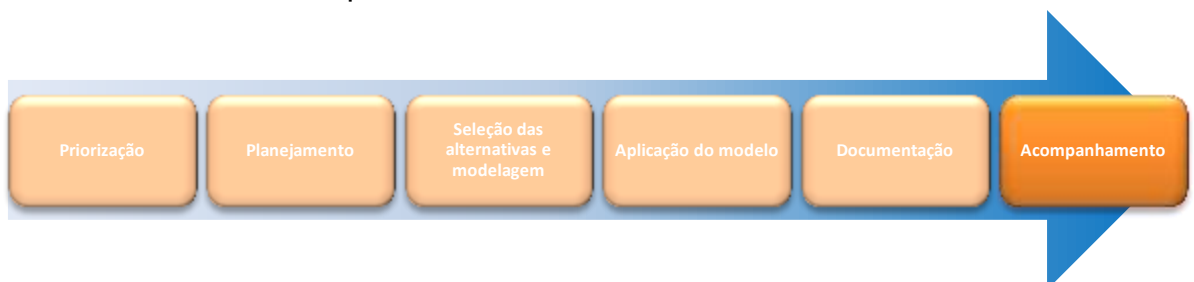 Priorização
Planejamento
Seleção das
alternativas e
modelagem
Aplicação do modelo
Documentação
Acompanhamento